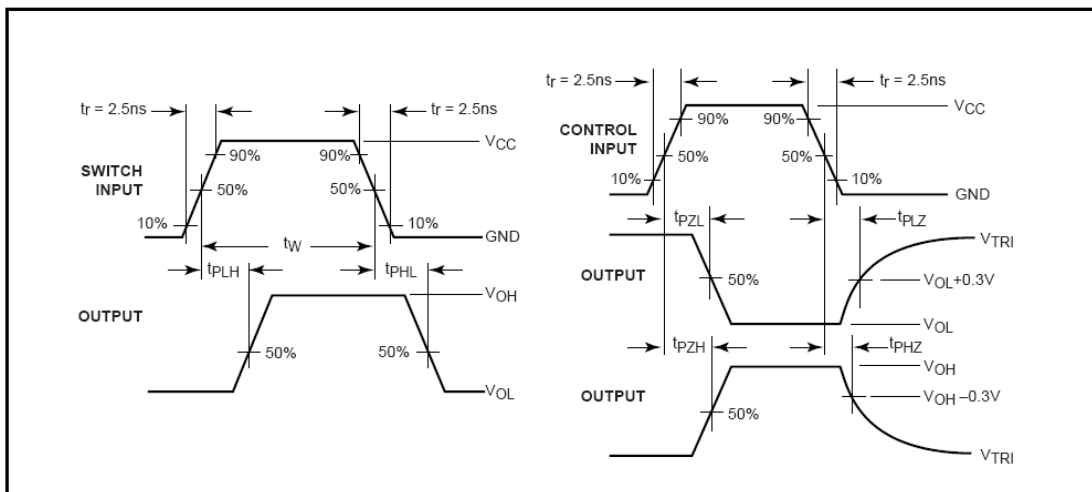 tr = 2.5ns
tr = 2.5ns
VCC
90%
90%
SWITCH
INPUT
50%
50%
10%
10%
GND
tW
tPLH
tPHL
VOH
OUTPUT
50%
50%
VOL
tr = 2.5ns
tr = 2.5ns
VCC
90%
90%
CONTROL
INPUT
50%
50%
10%
10%
GND
tPZL
tPLZ
VTRI
OUTPUT
50%
VOL+0.3V
VOL
tPZH
tPHZ
VOH
OUTPUT
VOH –0.3V
50%
VTRI